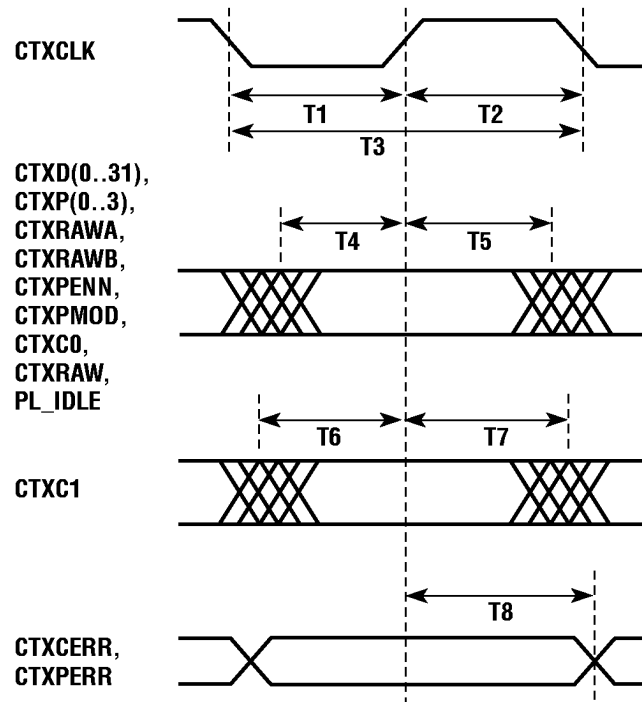 CTXCLK
T1
T2
T3
CTXD(0..31),
CTXP(0..3),
CTXRAWA,
CTXRAWB,
CTXPENN,
CTXPMOD,
CTXC0,
CTXRAW,
PL_IDLE
T4
T5
T6
T7
CTXC1
T8
CTXCERR,
CTXPERR